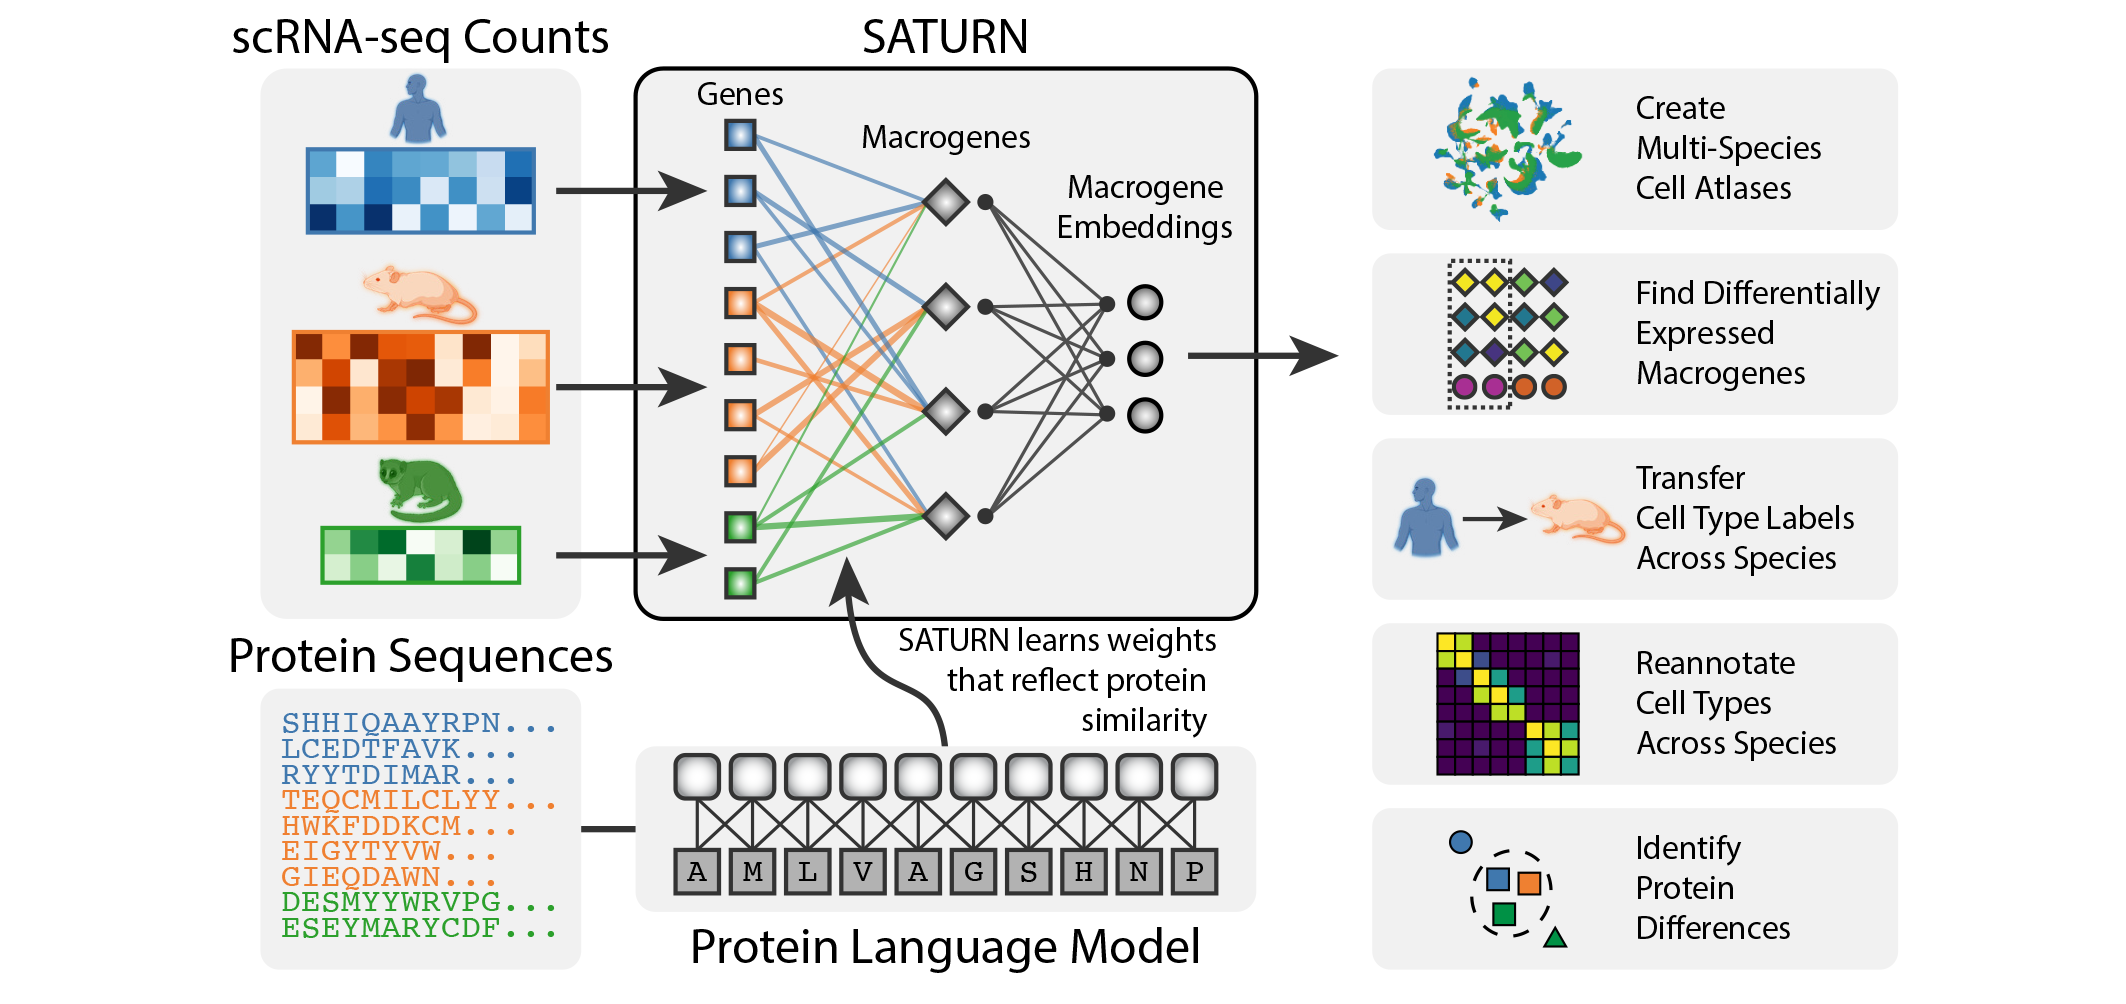 scRNA-seq Counts
SATURN
Genes
Macrogenes
Macrogene
Embeddings
SATURN learns weights
that reflect protein
similarity
Protein Sequences
SHHIQAAYRPN...
LCEDTFAVK...
RYYTDIMAR...
TEQCMILCLYY...
HWKFDDKCM...
EIGYTYVW...
GIEQDAWN...
DESMYYWRVPG...
ESEYMARYCDF...
A M L V A G S H N P
Protein Language Model
Create
Multi-Species
Cell Atlases
Find Differentially
Expressed
Macrogenes
Transfer
Cell Type Labels
Across Species
Reannotate
Cell Types
Across Species
Identify
Protein
Differences